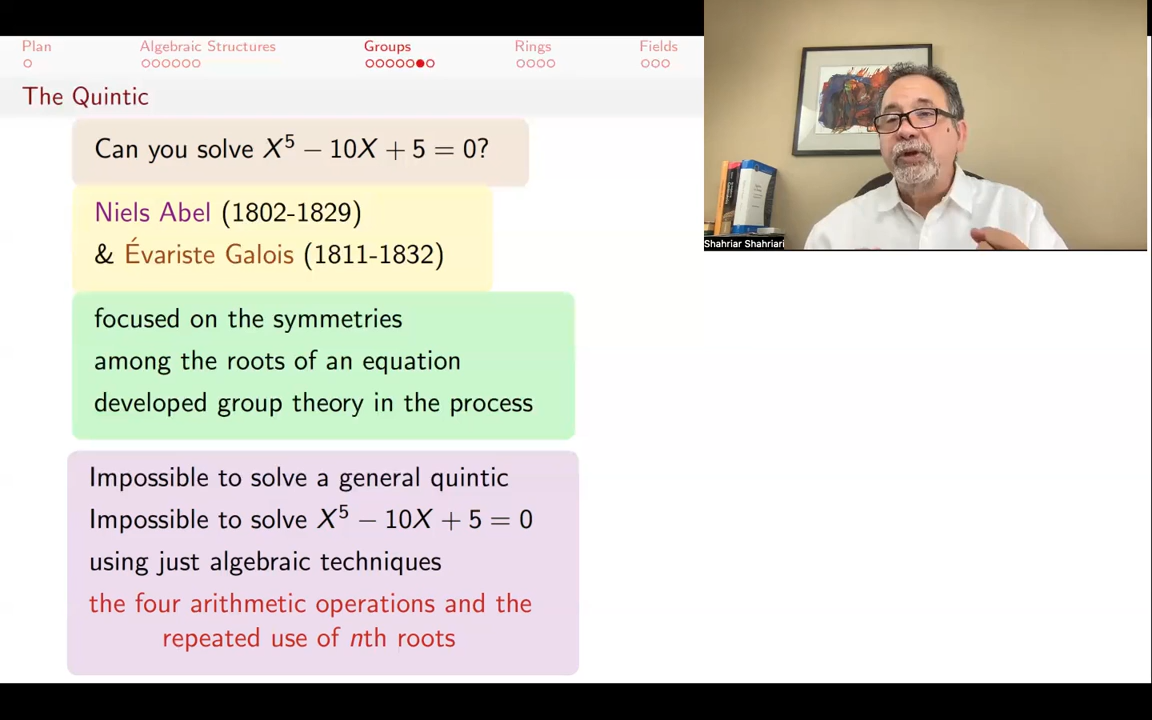 Plan Algebraic Structures Groups Rings Fields
The Quintic
Can you solve X⁵ − 10X + 5 = 0?
Niels Abel (1802-1829)
& Évariste Galois (1811-1832)
focused on the symmetries
among the roots of an equation
developed group theory in the process
Impossible to solve a general quintic
Impossible to solve X⁵ − 10X + 5 = 0
using just algebraic techniques
the four arithmetic operations and the
repeated use of nth roots
Shahriar Shahriari